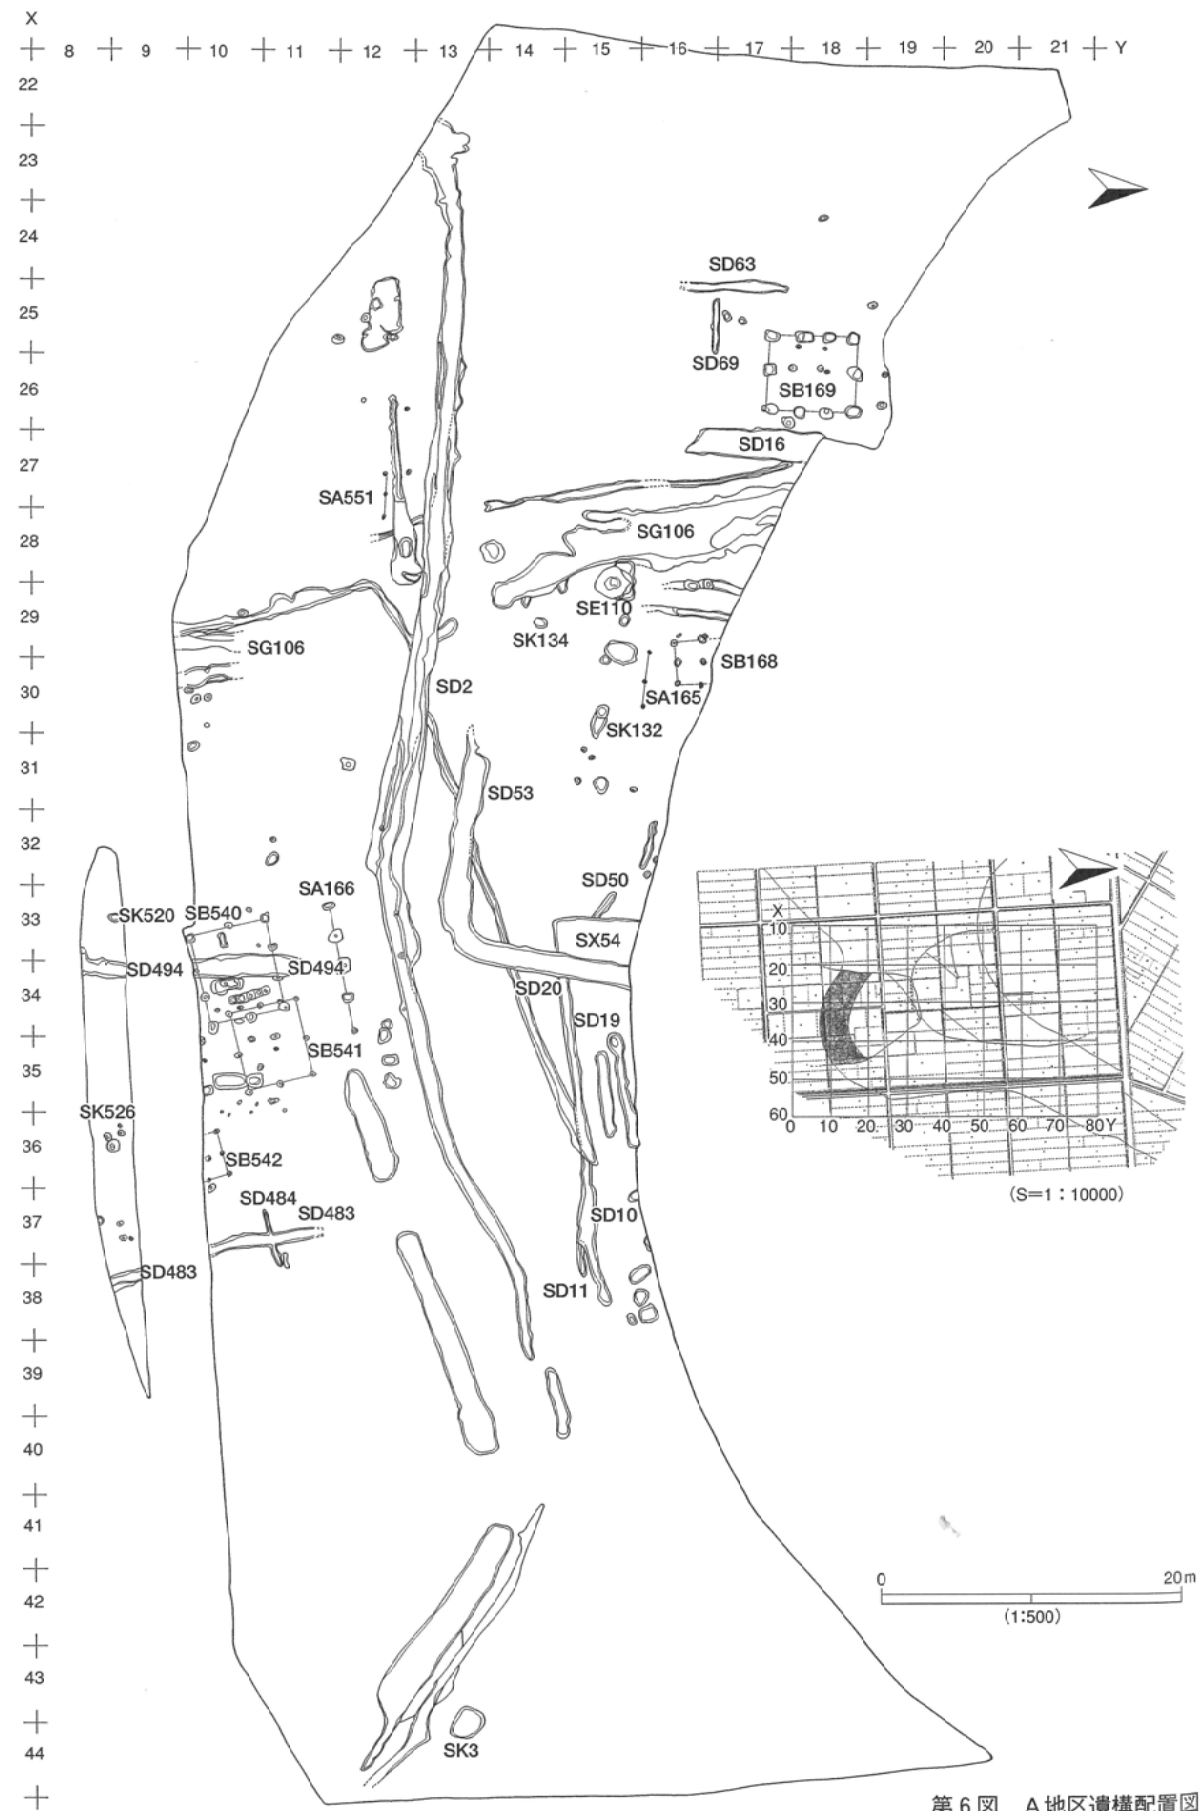 X
8 9 10 11 12 13 14 15 16 17 18 19 20 21 Y
22
23
24
SD63
25
SD69
26
SB169
SD16
27
SA551
SG106
28
SE110
29
SK134
SG106
SB168
SD2
SA165
30
SK132
31
SD53
32
SD50
SA166
33
SK520
SB540
SX54
SD494
SD494
34
SD20
SD19
SB541
35
SK526
36
SB542
SD484
SD483
37
SD10
SD483
SD11
38
39
40
41
42
43
44
SK3
X
10
20
30
40
50
60
0 10 20 30 40 50 60 70 80Y
(S=1:10000)
0 20m
(1:500)
第6図 A地区遺構配置図